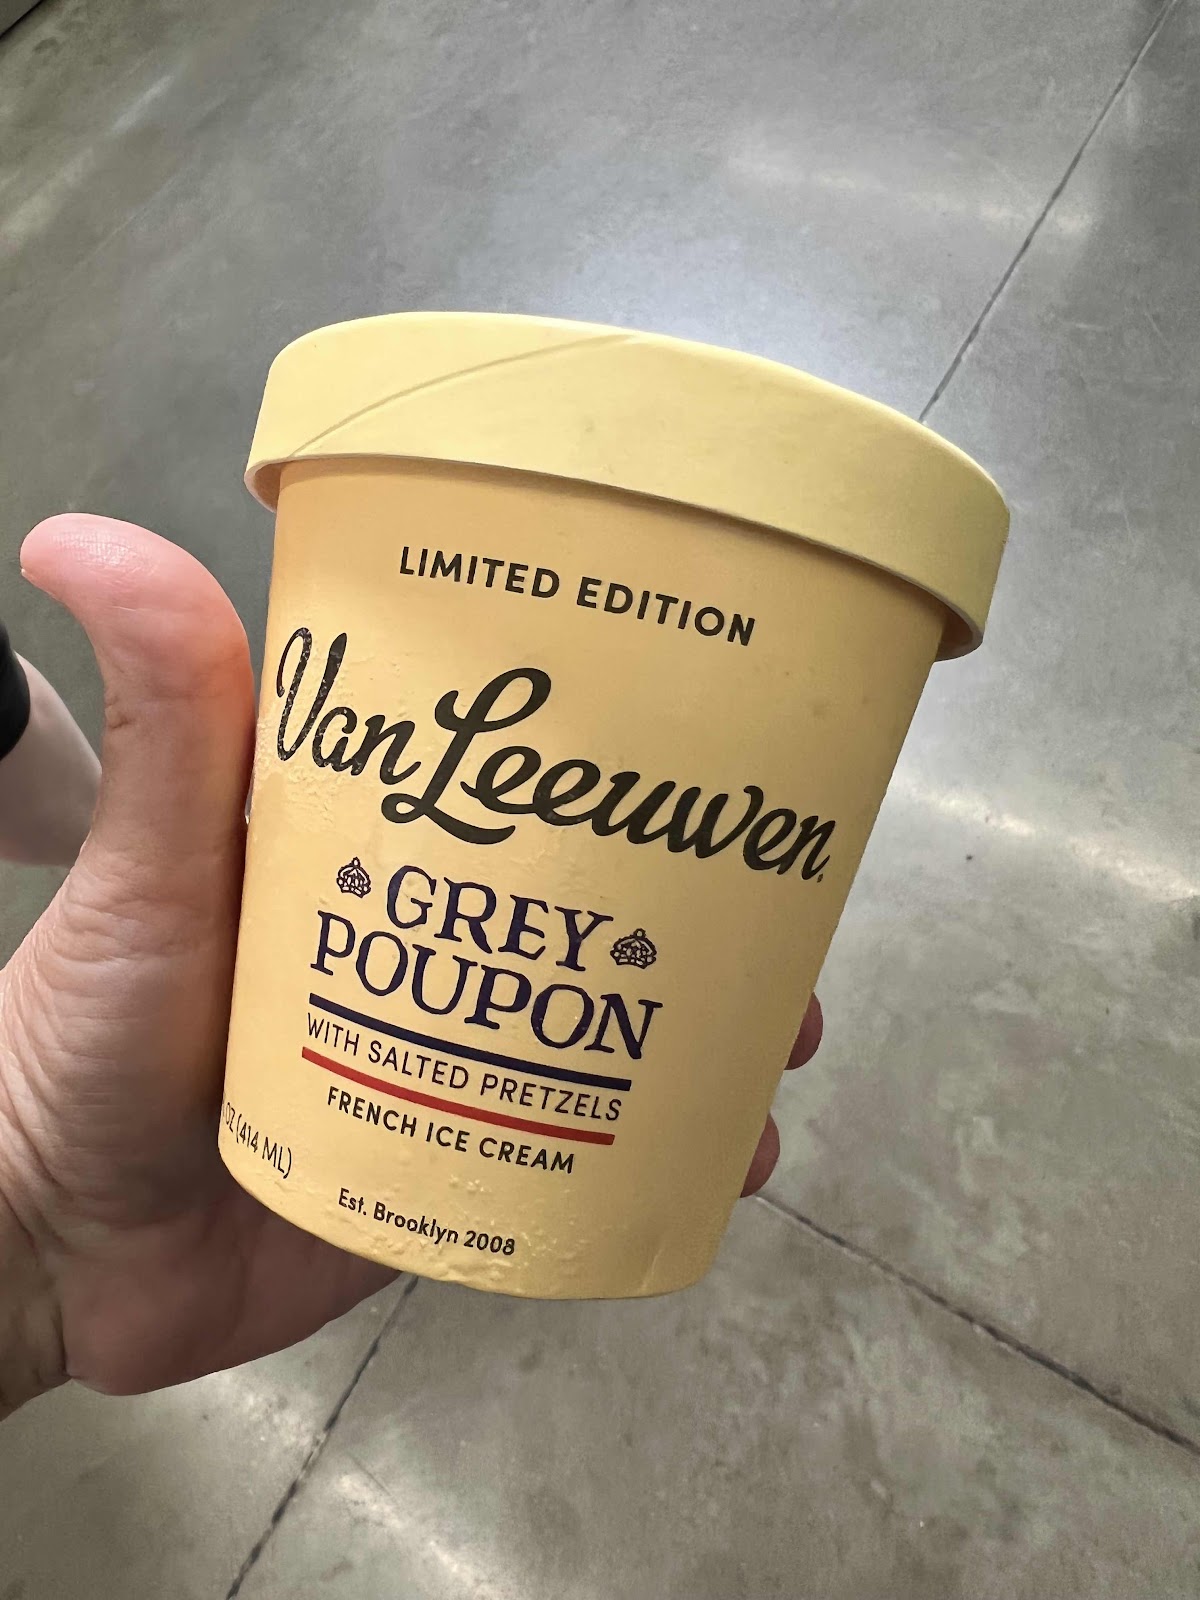 LIMITED EDITION
Van Leeuwen
GREY
POUPON
WITH SALTED PRETZELS
FRENCH ICE CREAM
OZ (414 ML)
Est. Brooklyn 2008